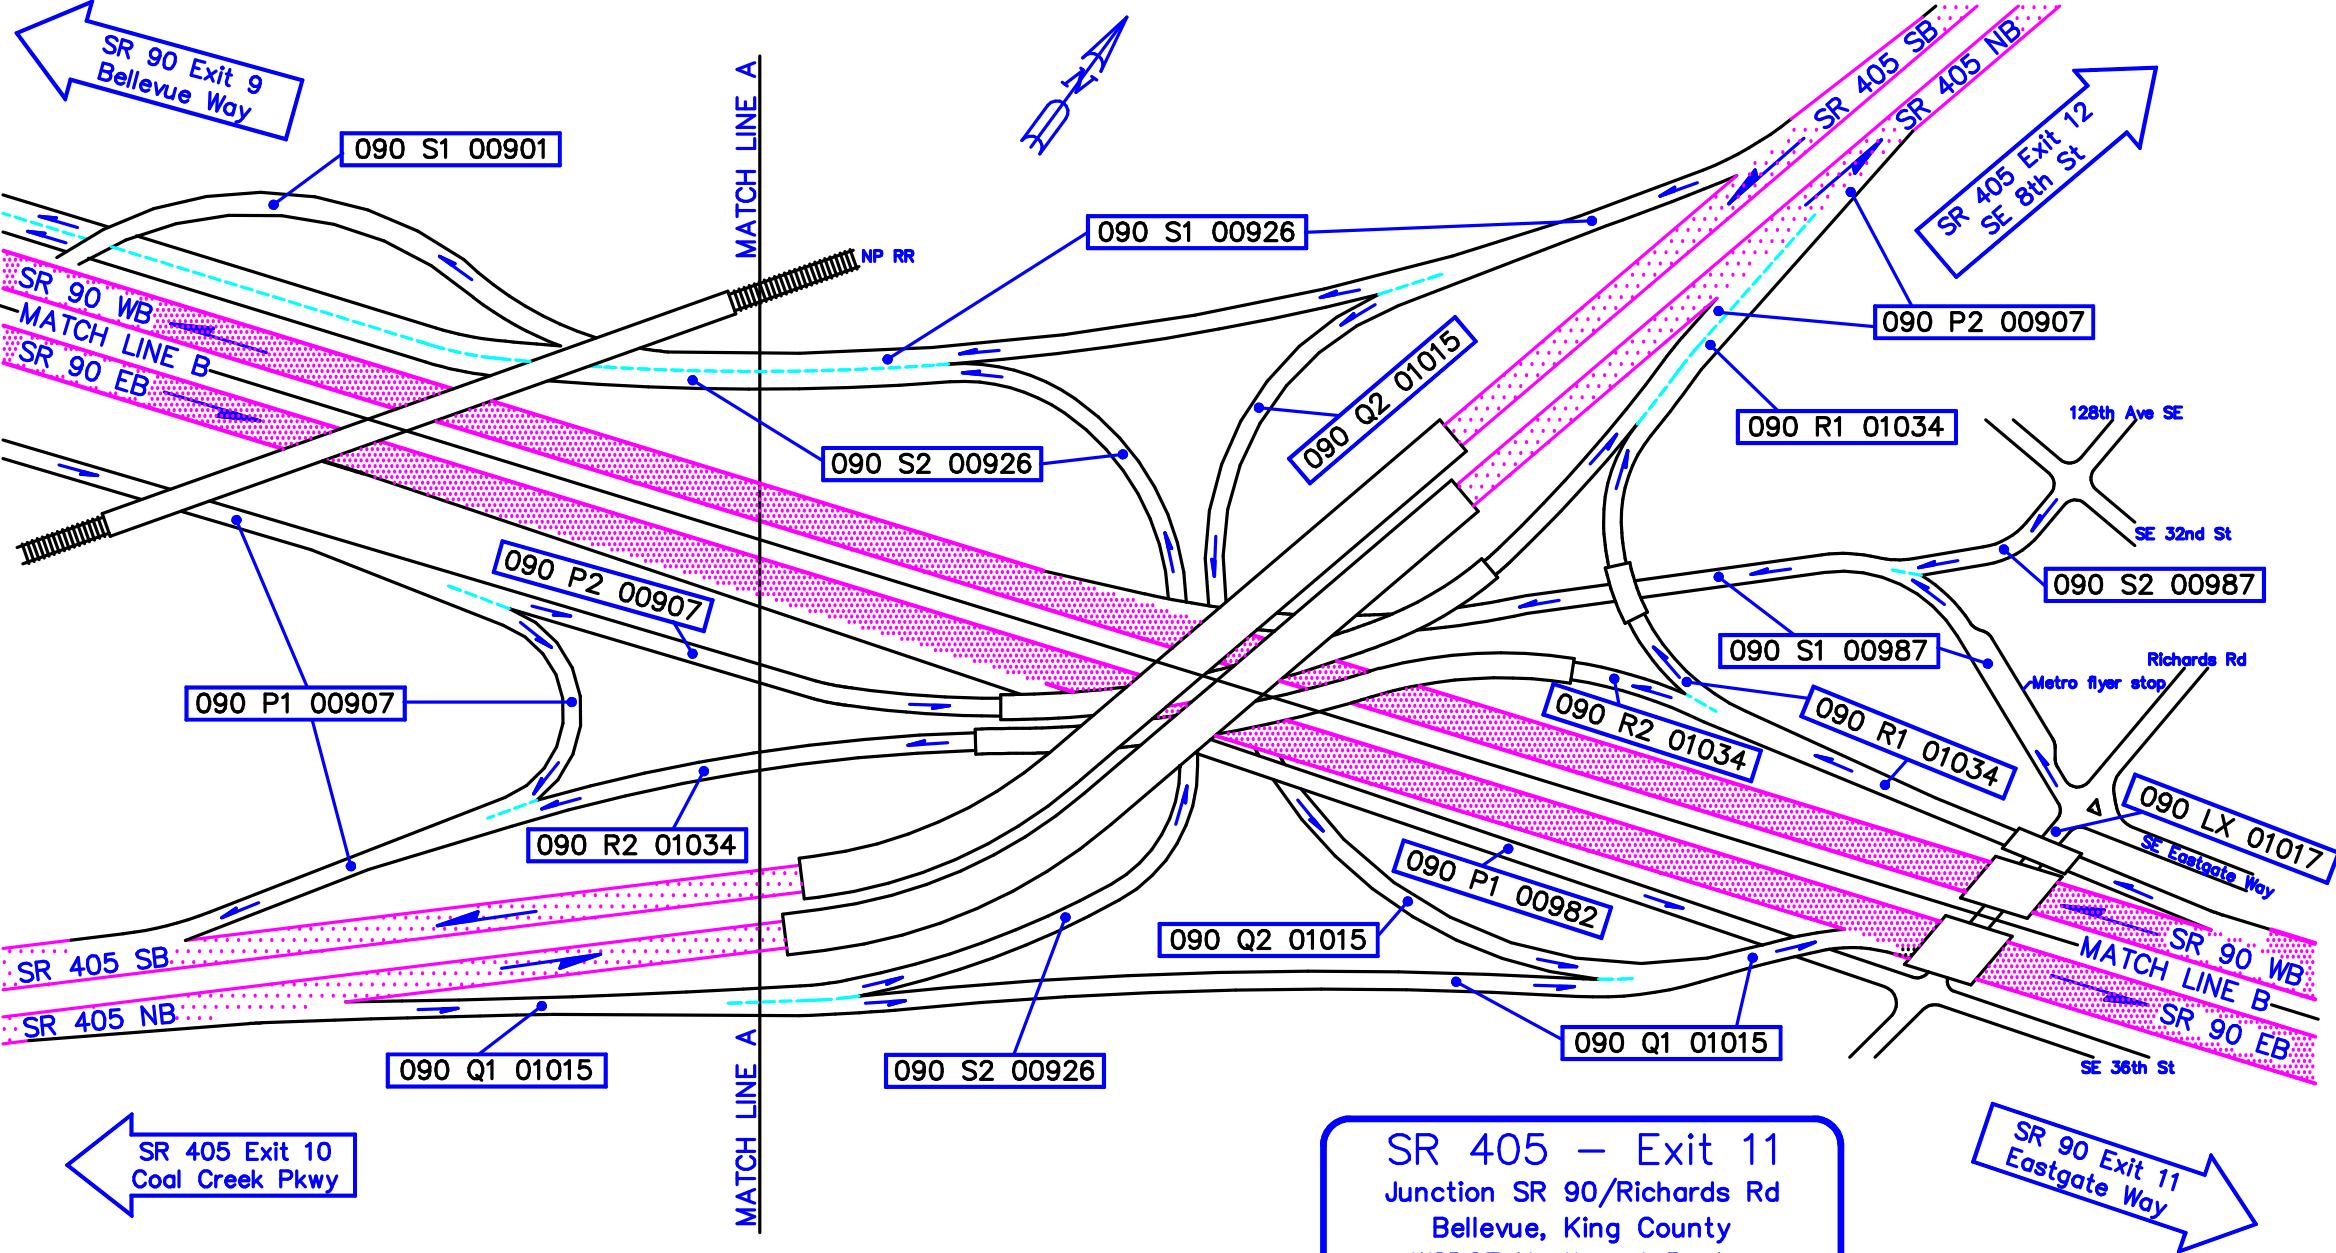 SR 90 Exit 9
Bellevue Way
090 S1 00901
MATCH LINE A
N
NP RR
090 S1 00926
SR 405 SB
SR 405 NB
SR 405 Exit 12
SE 8th St
090 P2 00907
SR 90 WB
MATCH LINE B
SR 90 EB
090 Q2 01015
090 R1 01034
128th Ave SE
090 S2 00926
SE 32nd St
090 P2 00907
090 S2 00987
090 S1 00987
Richards Rd
Metro flyer stop
090 P1 00907
090 R2 01034
090 R1 01034
090 LX 01017
SE Eastgate Way
090 R2 01034
090 P1 00982
090 Q2 01015
SR 405 SB
SR 405 NB
SR 90 WB
MATCH LINE B
SR 90 EB
090 Q1 01015
090 S2 00926
090 Q1 01015
SE 36th St
MATCH LINE A
SR 405 Exit 10
Coal Creek Pkwy
SR 90 Exit 11
Eastgate Way
SR 405 - Exit 11
Junction SR 90/Richards Rd
Bellevue, King County